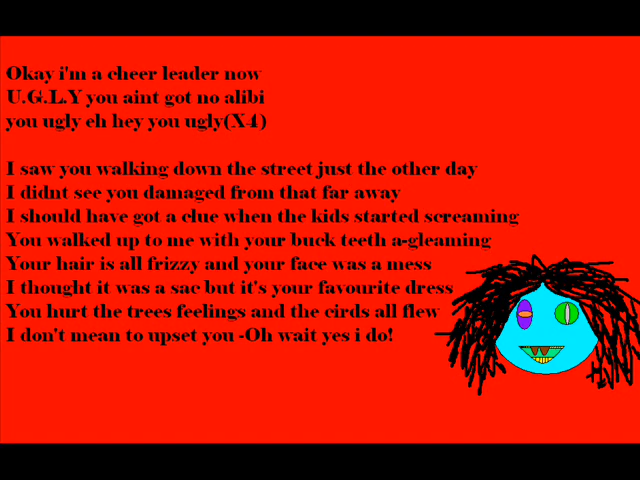 Okay i'm a cheer leader now
U.G.L.Y you aint got no alibi
you ugly eh hey you ugly(X4)
I saw you walking down the street just the other day
I didnt see you damaged from that far away
I should have got a clue when the kids started screaming
You walked up to me with your buck teeth a-gleaming
Your hair is all frizzy and your face was a mess
I thought it was a sac but it's your favourite dress
You hurt the trees feelings and the cirds all flew
I don't mean to upset you -Oh wait yes i do!